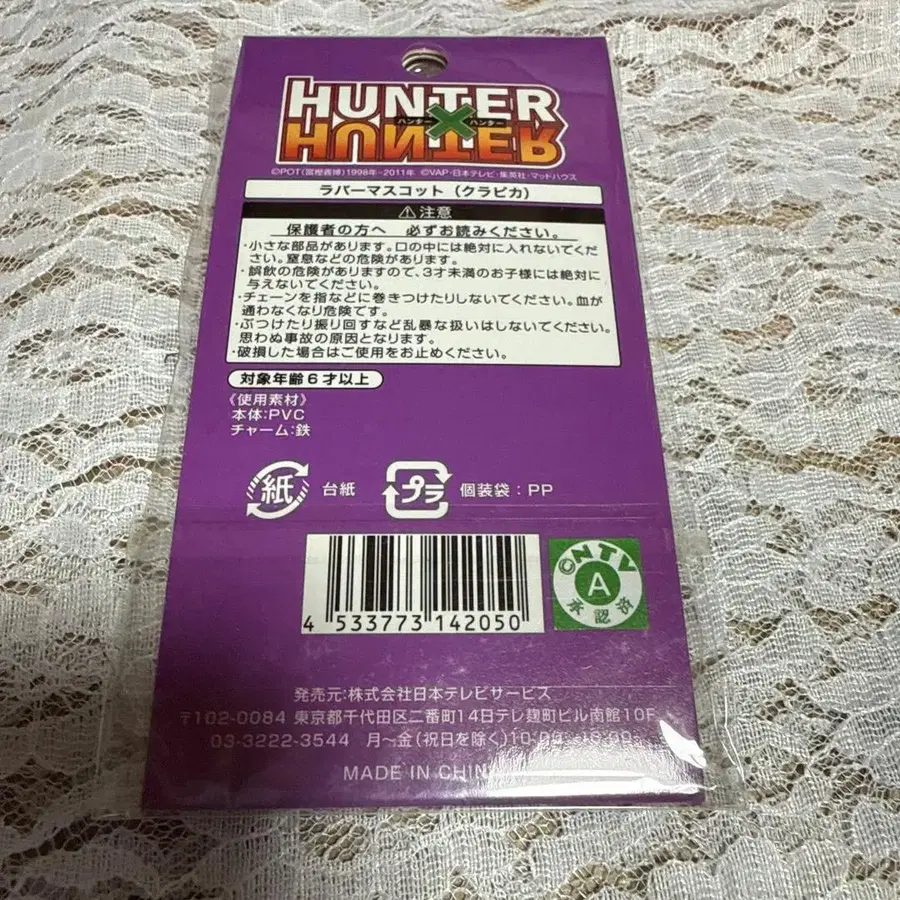 HUNTER
ハンター×ハンター
HUNTER
©POT(冨樫義博)1998年-2011年 ©VAP・日本テレビ・集英社・マッドハウス
ラバーマスコット(クラピカ)
⚠注意
保護者の方へ 必ずお読みください。
・小さな部品があります。口の中には絶対に入れないでくだ
さい。窒息などの危険があります。
・誤飲の危険がありますので、3才未満のお子様には絶対に
与えないでください。
・チェーンを指などに巻きつけたりしないでください。血が
通わなくなり危険です。
・ぶつけたり振り回すなど乱暴な扱いはしないでください。
思わぬ事故の原因となります。
・破損した場合はご使用をお止めください。
対象年齢6才以上
《使用素材》
本体:PVC
チャーム:鉄
紙 台紙 プラ 個装袋:PP
4 533773 142050
©NTV
A
承認済
発売元:株式会社日本テレビサービス
〒102-0084 東京都千代田区二番町14日テレ麹町ビル南館10F
03-3222-3544 月〜金(祝日を除く)10:00-18:00
MADE IN CHINA